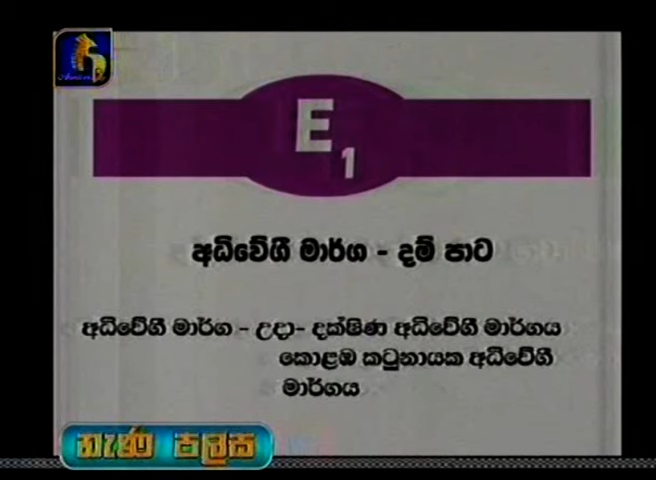 E1
අධිවේගී මාර්ග - දම් පාට
අධිවේගී මාර්ග - උදා- දක්ෂිණ අධිවේගී මාර්ගය
කොළඹ කටුනායක අධිවේගී
මාර්ගය
නැණ පලස